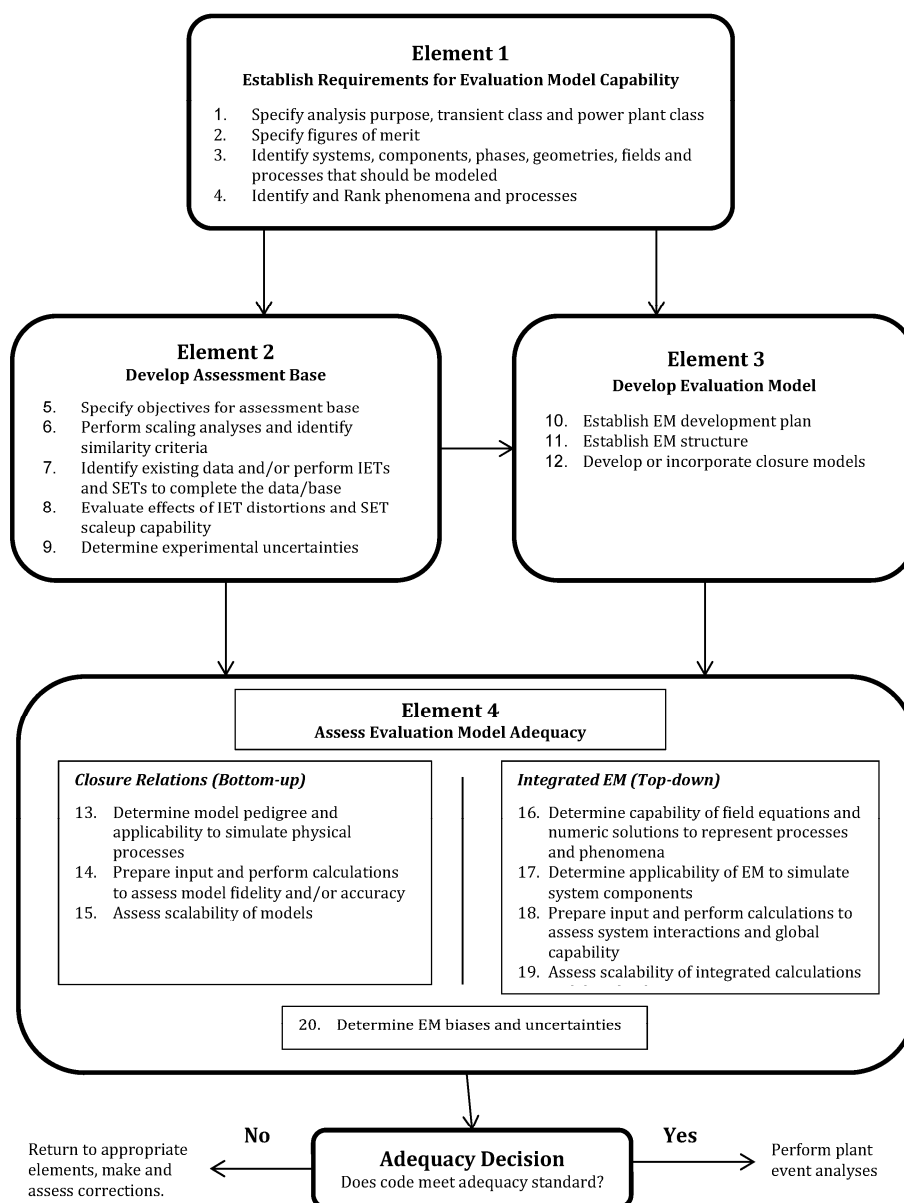 Element 1
Establish Requirements for Evaluation Model Capability
1. Specify analysis purpose, transient class and power plant class
2. Specify figures of merit
3. Identify systems, components, phases, geometries, fields and
processes that should be modeled
4. Identify and Rank phenomena and processes
Element 2
Develop Assessment Base
5. Specify objectives for assessment base
6. Perform scaling analyses and identify
similarity criteria
7. Identify existing data and/or perform IETs
and SETs to complete the data/base
8. Evaluate effects of IET distortions and SET
scaleup capability
9. Determine experimental uncertainties
Element 3
Develop Evaluation Model
10. Establish EM development plan
11. Establish EM structure
12. Develop or incorporate closure models
Element 4
Assess Evaluation Model Adequacy
Closure Relations (Bottom-up)
13. Determine model pedigree and
applicability to simulate physical
processes
14. Prepare input and perform calculations
to assess model fidelity and/or accuracy
15. Assess scalability of models
Integrated EM (Top-down)
16. Determine capability of field equations and
numeric solutions to represent processes
and phenomena
17. Determine applicability of EM to simulate
system components
18. Prepare input and perform calculations to
assess system interactions and global
capability
19. Assess scalability of integrated calculations
20. Determine EM biases and uncertainties
No
Yes
Return to appropriate
elements, make and
assess corrections.
Adequacy Decision
Does code meet adequacy standard?
Perform plant
event analyses